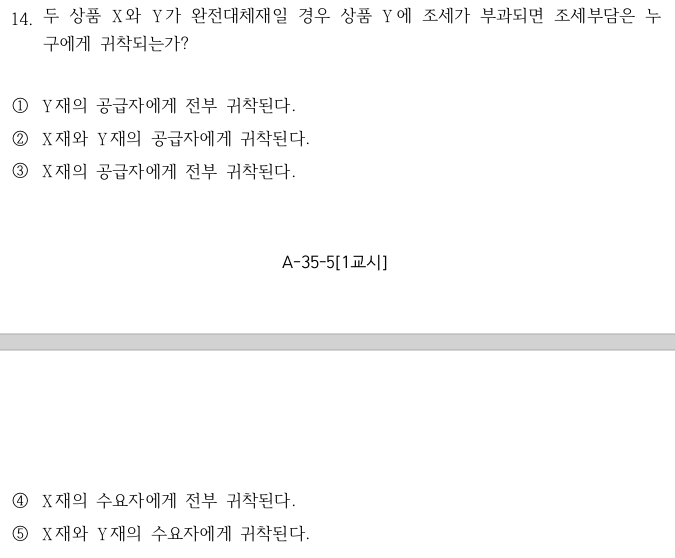 14. 두 상품 X와 Y가 완전대체재일 경우 상품 Y에 조세가 부과되면 조세부담은 누
구에게 귀착되는가?
① Y재의 공급자에게 전부 귀착된다.
② X재와 Y재의 공급자에게 귀착된다.
③ X재의 공급자에게 전부 귀착된다.
A-35-5[1교시]
④ X재의 수요자에게 전부 귀착된다.
⑤ X재와 Y재의 수요자에게 귀착된다.